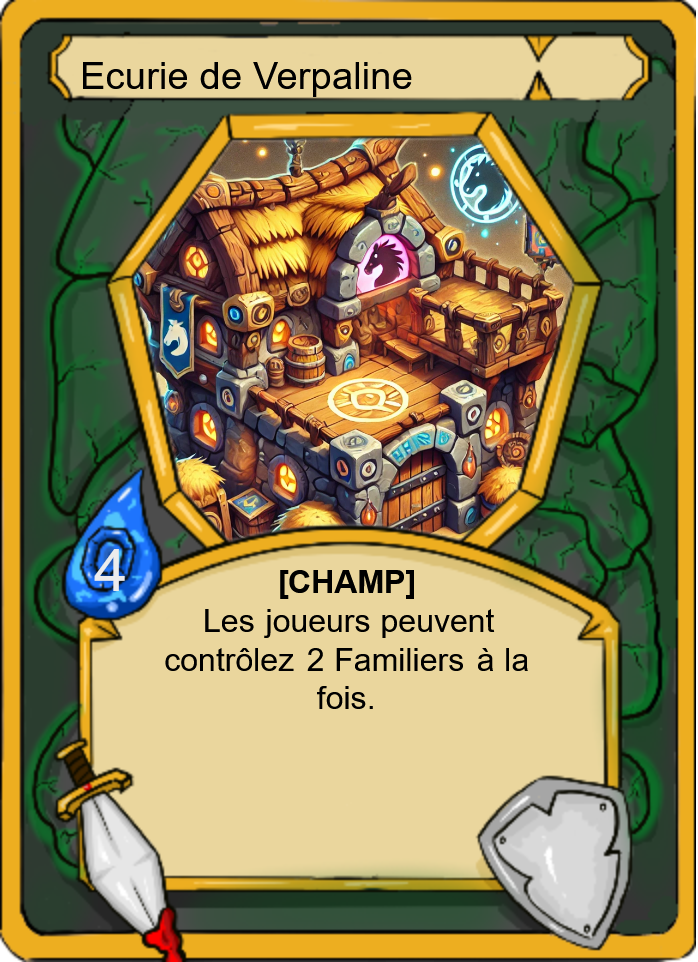 Ecurie de Verpaline
4
[CHAMP]
Les joueurs peuvent
contrôlez 2 Familiers à la
fois.